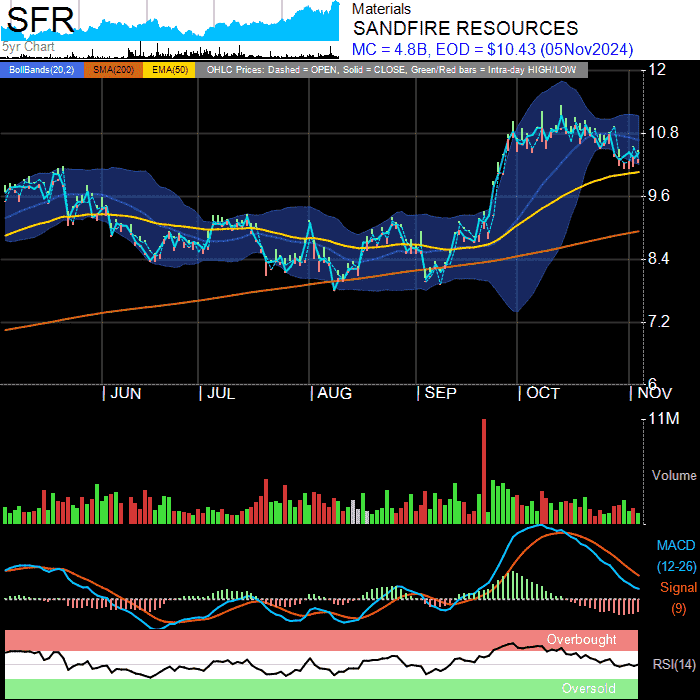 SFR
5yr Chart
Materials
SANDFIRE RESOURCES
MC = 4.8B, EOD = $10.43 (05Nov2024)
BollBands(20,2) SMA(200) EMA(50) OHLC Prices: Dashed = OPEN, Solid = CLOSE, Green/Red bars = Intra-day HIGH/LOW
12
10.8
9.6
8.4
7.2
6
JUN JUL AUG SEP OCT NOV
11M
Volume
MACD
(12-26)
Signal
(9)
Overbought
RSI(14)
Oversold